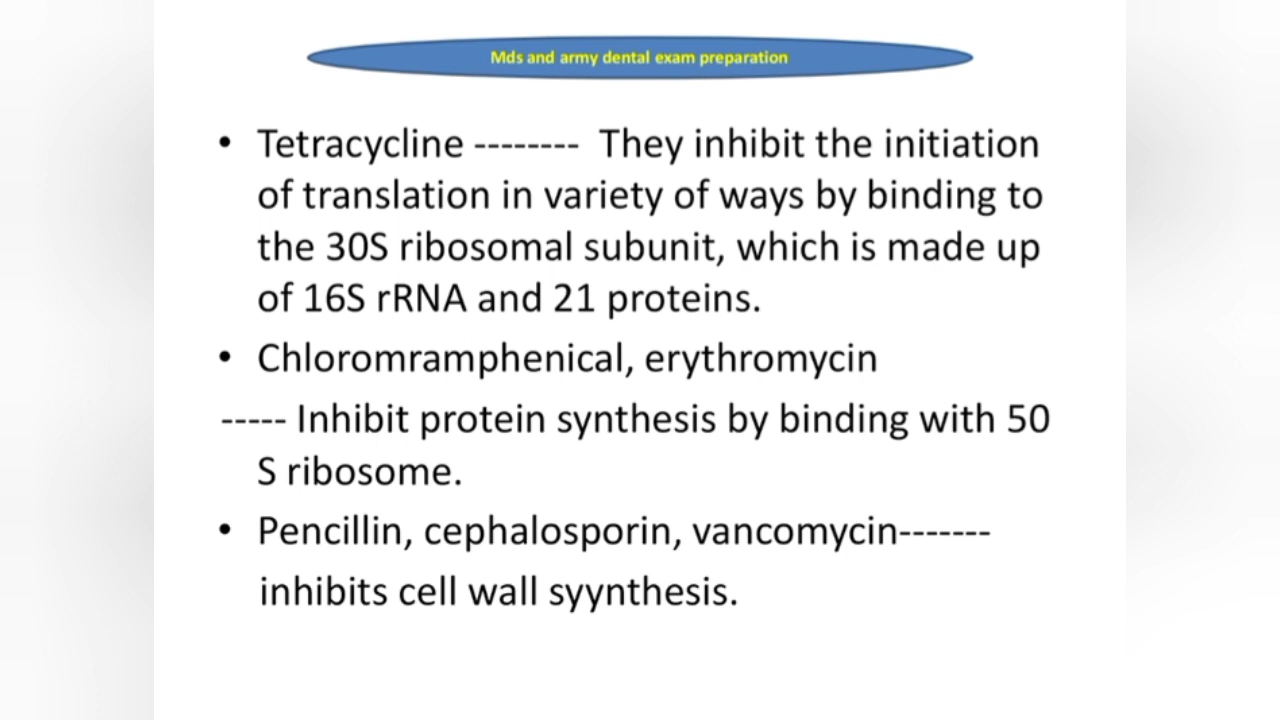 Mds and army dental exam preparation
• Tetracycline -------- They inhibit the initiation
of translation in variety of ways by binding to
the 30S ribosomal subunit, which is made up
of 16S rRNA and 21 proteins.
• Chloromramphenical, erythromycin
----- Inhibit protein synthesis by binding with 50
S ribosome.
• Pencillin, cephalosporin, vancomycin-------
inhibits cell wall syynthesis.